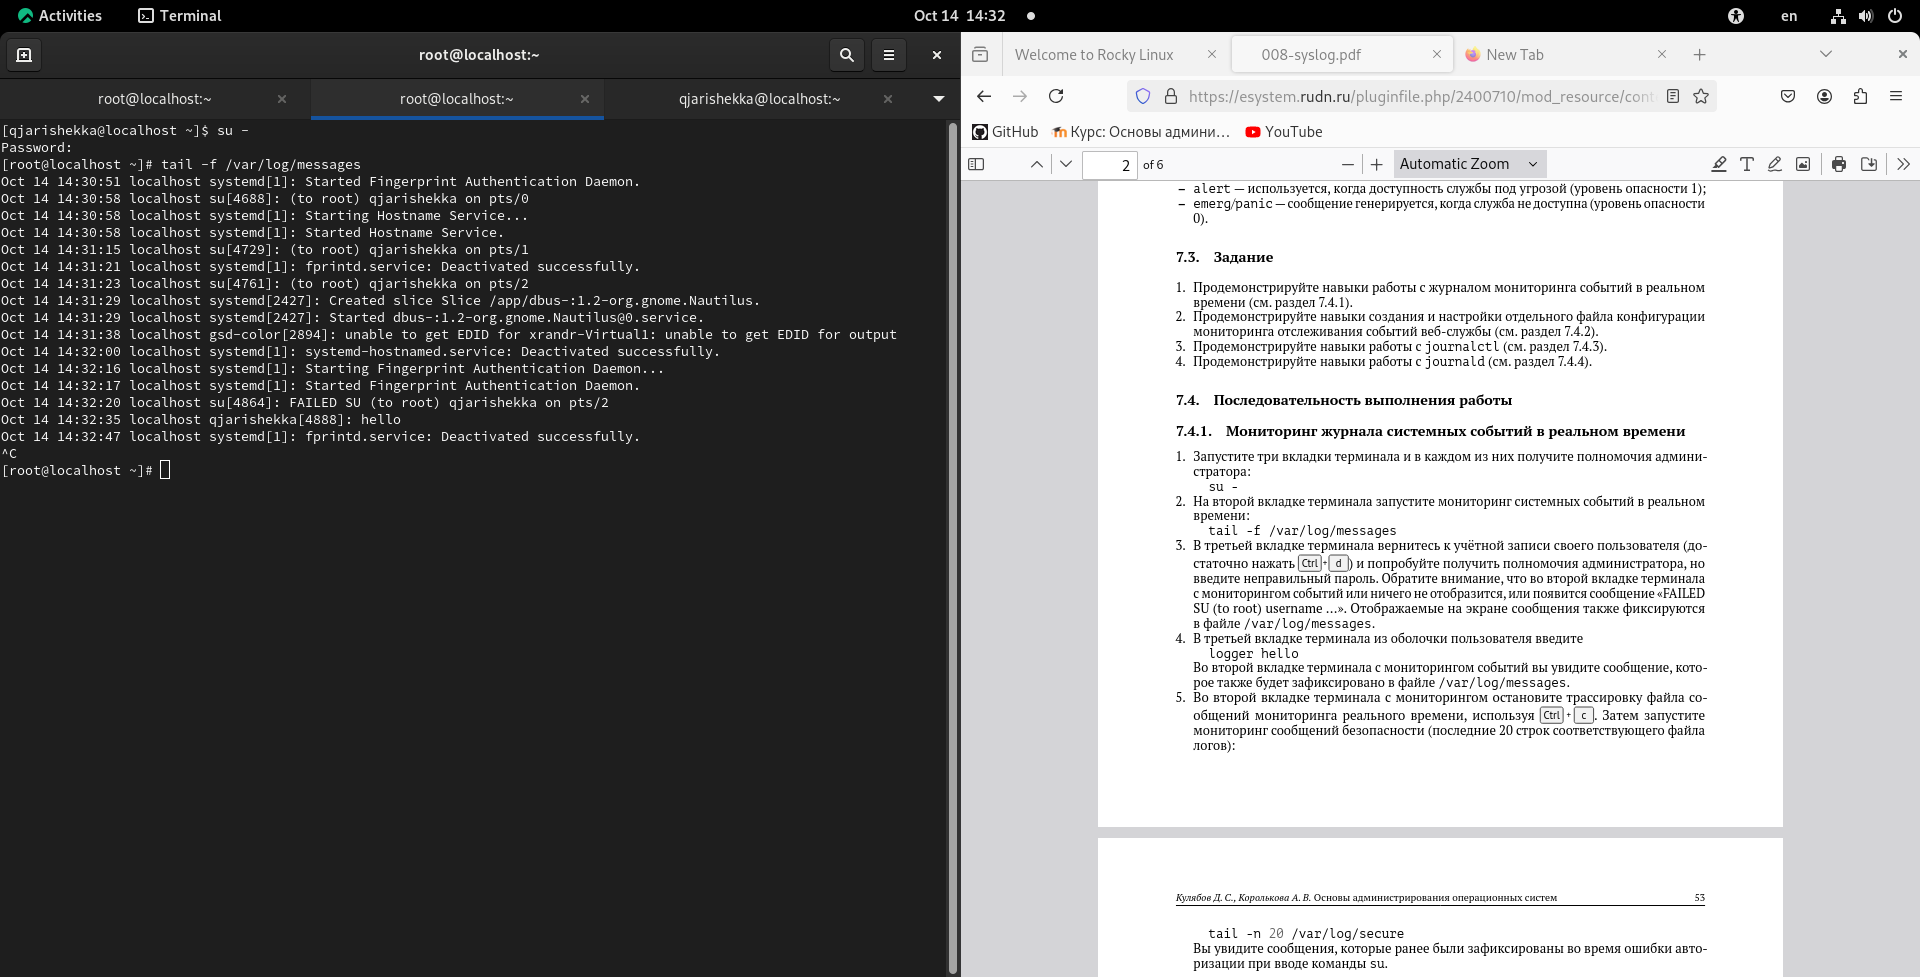 Activities
Terminal
Oct 14 14:32
en
root@localhost:~
root@localhost:~
root@localhost:~
qjarishekka@localhost:~
[qjarishekka@localhost ~]$ su -
Password:
[root@localhost ~]# tail -f /var/log/messages
Oct 14 14:30:51 localhost systemd[1]: Started Fingerprint Authentication Daemon.
Oct 14 14:30:58 localhost su[4688]: (to root) qjarishekka on pts/0
Oct 14 14:30:58 localhost systemd[1]: Starting Hostname Service...
Oct 14 14:30:58 localhost systemd[1]: Started Hostname Service.
Oct 14 14:31:15 localhost su[4729]: (to root) qjarishekka on pts/1
Oct 14 14:31:21 localhost systemd[1]: fprintd.service: Deactivated successfully.
Oct 14 14:31:23 localhost su[4761]: (to root) qjarishekka on pts/2
Oct 14 14:31:29 localhost systemd[2427]: Created slice Slice /app/dbus-:1.2-org.gnome.Nautilus.
Oct 14 14:31:29 localhost systemd[2427]: Started dbus-:1.2-org.gnome.Nautilus@0.service.
Oct 14 14:31:38 localhost gsd-color[2894]: unable to get EDID for xrandr-Virtual1: unable to get EDID for output
Oct 14 14:32:00 localhost systemd[1]: systemd-hostnamed.service: Deactivated successfully.
Oct 14 14:32:16 localhost systemd[1]: Starting Fingerprint Authentication Daemon...
Oct 14 14:32:17 localhost systemd[1]: Started Fingerprint Authentication Daemon.
Oct 14 14:32:20 localhost su[4864]: FAILED SU (to root) qjarishekka on pts/2
Oct 14 14:32:35 localhost qjarishekka[4888]: hello
Oct 14 14:32:47 localhost systemd[1]: fprintd.service: Deactivated successfully.
^C
[root@localhost ~]#
Welcome to Rocky Linux
008-syslog.pdf
New Tab
https://esystem.rudn.ru/pluginfile.php/2400710/mod_resource/cont
GitHub
Курс: Основы админи…
YouTube
2 of 6
Automatic Zoom
– alert — используется, когда доступность службы под угрозой (уровень опасности 1);
– emerg/panic — сообщение генерируется, когда служба не доступна (уровень опасности
0).
7.3. Задание
1. Продемонстрируйте навыки работы с журналом мониторинга событий в реальном
времени (см. раздел 7.4.1).
2. Продемонстрируйте навыки создания и настройки отдельного файла конфигурации
мониторинга отслеживания событий веб-службы (см. раздел 7.4.2).
3. Продемонстрируйте навыки работы с journalctl (см. раздел 7.4.3).
4. Продемонстрируйте навыки работы с journald (см. раздел 7.4.4).
7.4. Последовательность выполнения работы
7.4.1. Мониторинг журнала системных событий в реальном времени
1. Запустите три вкладки терминала и в каждом из них получите полномочия админи-
стратора:
su -
2. На второй вкладке терминала запустите мониторинг системных событий в реальном
времени:
tail -f /var/log/messages
3. В третьей вкладке терминала вернитесь к учётной записи своего пользователя (до-
статочно нажать Ctrl + d ) и попробуйте получить полномочия администратора, но
введите неправильный пароль. Обратите внимание, что во второй вкладке терминала
с мониторингом событий или ничего не отобразится, или появится сообщение «FAILED
SU (to root) username …». Отображаемые на экране сообщения также фиксируются
в файле /var/log/messages.
4. В третьей вкладке терминала из оболочки пользователя введите
logger hello
Во второй вкладке терминала с мониторингом событий вы увидите сообщение, кото-
рое также будет зафиксировано в файле /var/log/messages.
5. Во второй вкладке терминала с мониторингом остановите трассировку файла со-
общений мониторинга реального времени, используя Ctrl + c . Затем запустите
мониторинг сообщений безопасности (последние 20 строк соответствующего файла
логов):
Кулябов Д. С., Королькова А. В. Основы администрирования операционных систем 53
tail -n 20 /var/log/secure
Вы увидите сообщения, которые ранее были зафиксированы во время ошибки авто-
ризации при вводе команды su.